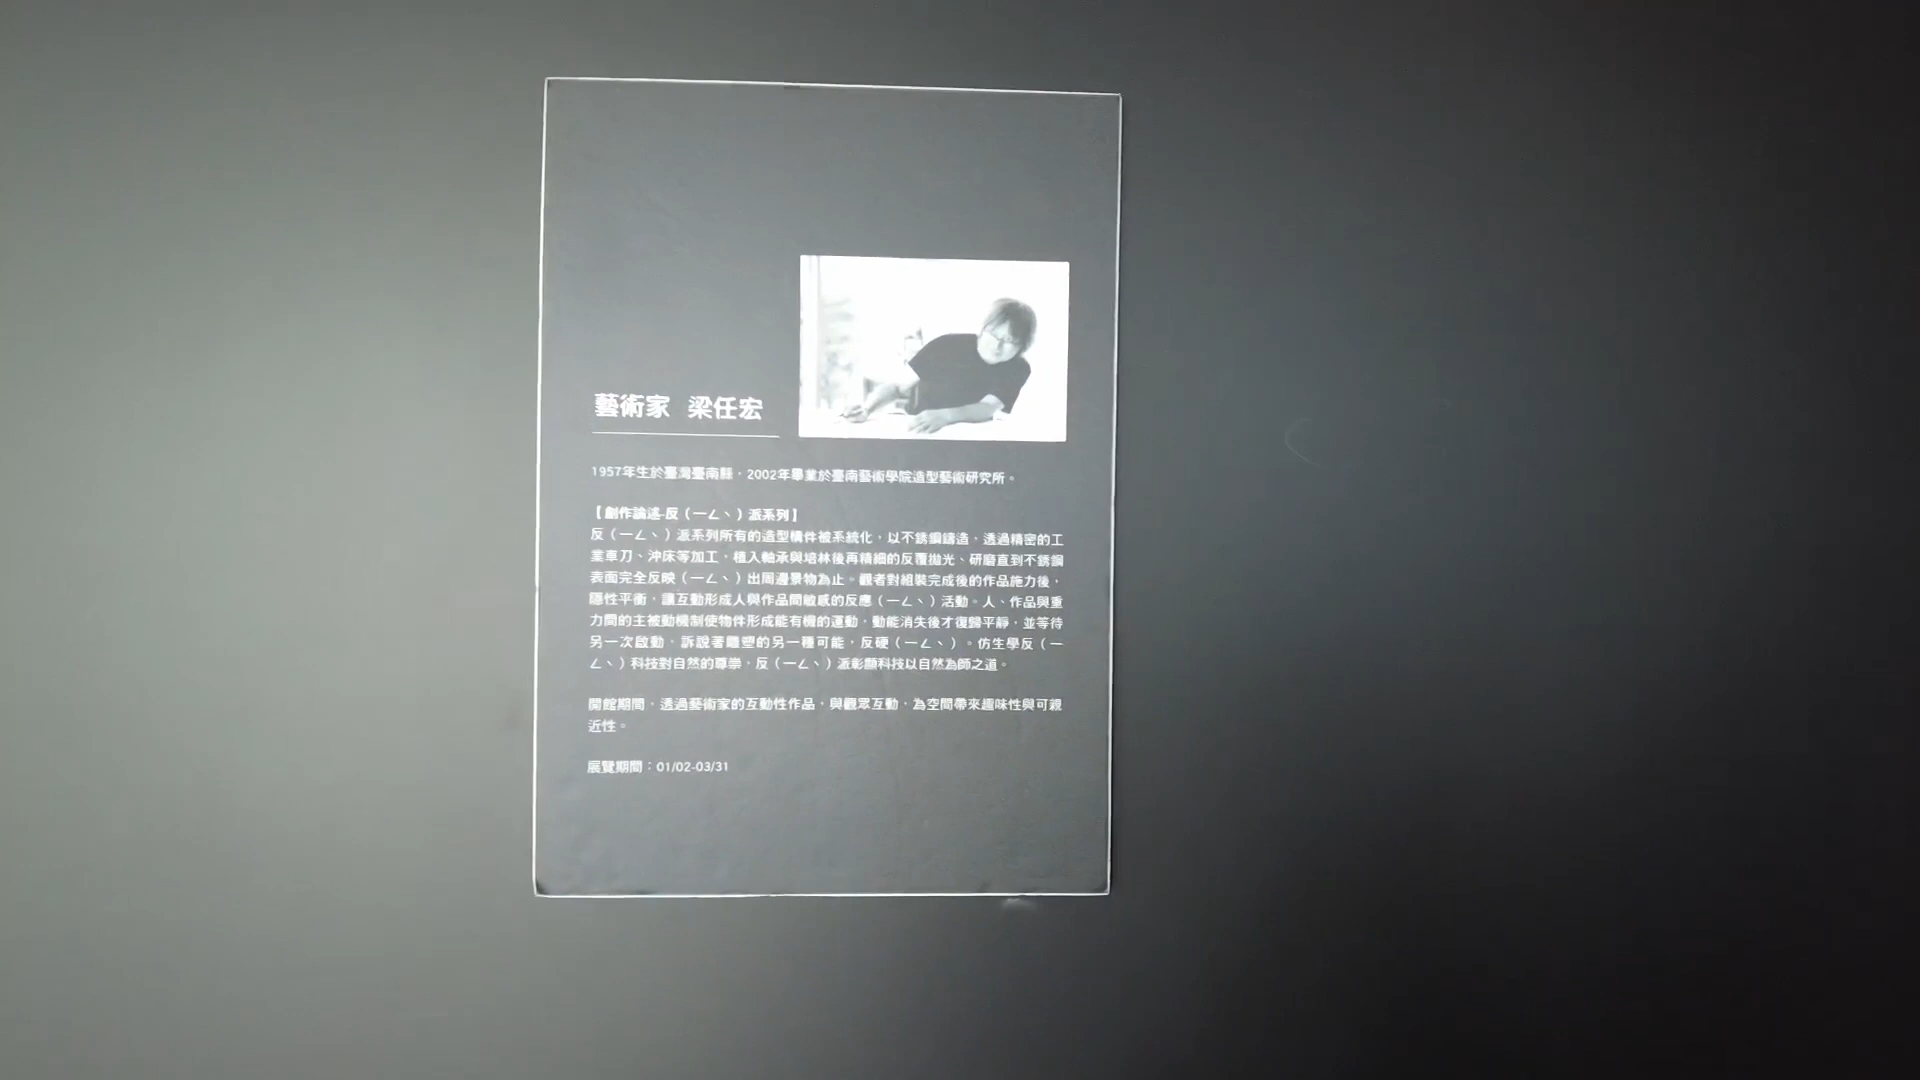 藝術家 梁任宏
1957年生於臺灣臺南縣，2002年畢業於臺南藝術學院造型藝術研究所。
【創作論述-反（ㄧㄥˋ）派系列】
反（ㄧㄥˋ）派系列所有的造型構件被系統化，以不銹鋼鑄造，透過精密的工
業車刀、沖床等加工，植入軸承與培林後再精細的反覆拋光、研磨直到不銹鋼
表面完全反映（ㄧㄥˋ）出周邊景物為止。觀者對組裝完成後的作品施力後，
隱性平衡，讓互動形成人與作品間敏感的反應（ㄧㄥˋ）活動。人、作品與重
力間的主被動機制使物件形成能有機的運動，動能消失後才復歸平靜，並等待
另一次啟動，訴說著雕塑的另一種可能，反硬（ㄧㄥˋ）。仿生學反（ㄧ
ㄥˋ）科技對自然的尊崇，反（ㄧㄥˋ）派彰顯科技以自然為師之道。
開館期間，透過藝術家的互動性作品，與觀眾互動，為空間帶來趣味性與可親
近性。
展覽期間：01/02-03/31